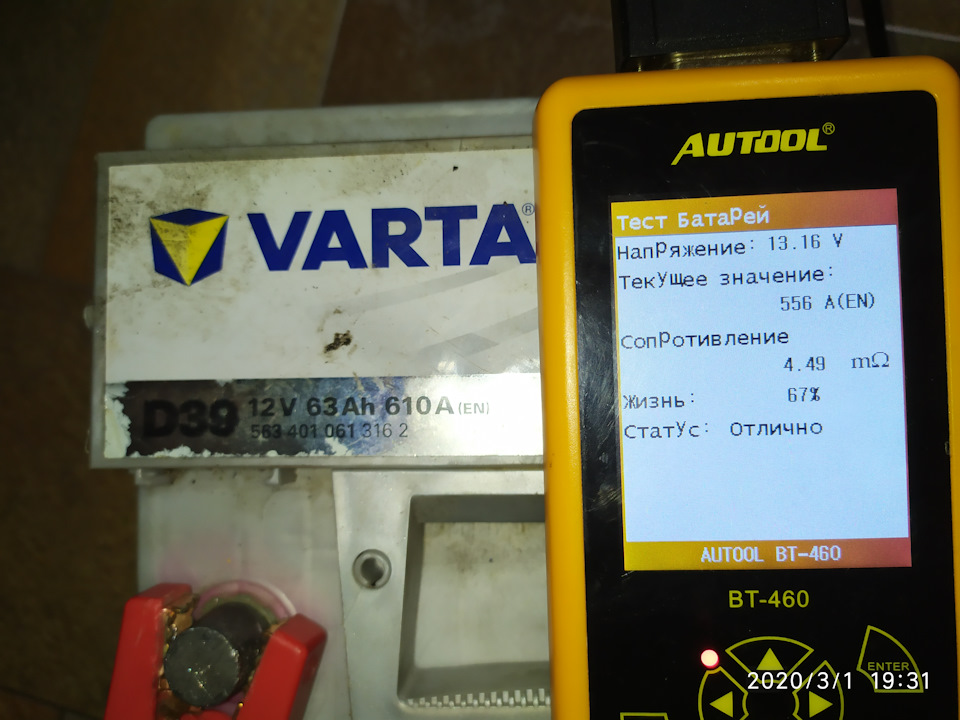 AUTOOL®
Тест Батарей
Напряжение: 13.16 V
Текущее значение:
556 A(EN)
Сопротивление
4.49 mΩ
Жизнь: 67%
Статус: Отлично
AUTOOL BT-460
BT-460
ENTER
VARTA®
D39 12V 63Ah 610A (EN)
563 401 061 316 2
2020/3/1 19:31